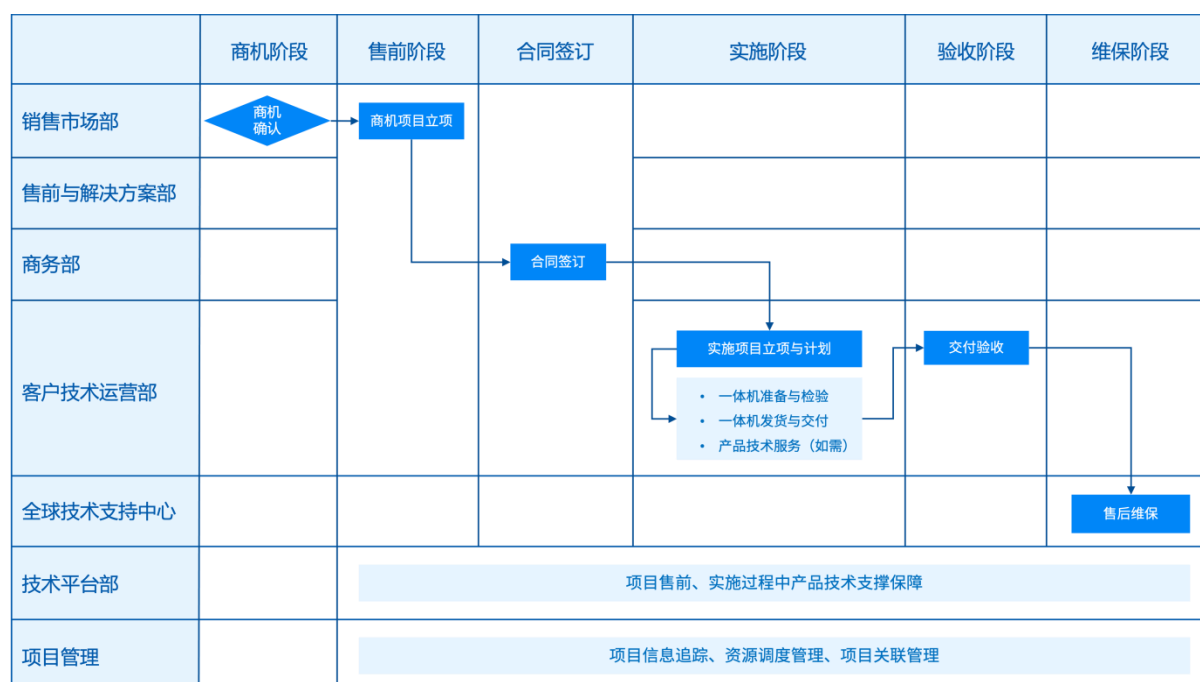 商机阶段
售前阶段
合同签订
实施阶段
验收阶段
维保阶段
销售市场部
商机
确认
商机项目立项
售前与解决方案部
商务部
合同签订
客户技术运营部
实施项目立项与计划
• 一体机准备与检验
• 一体机发货与交付
• 产品技术服务（如需）
交付验收
全球技术支持中心
售后维保
技术平台部
项目售前、实施过程中产品技术支撑保障
项目管理
项目信息追踪、资源调度管理、项目关联管理